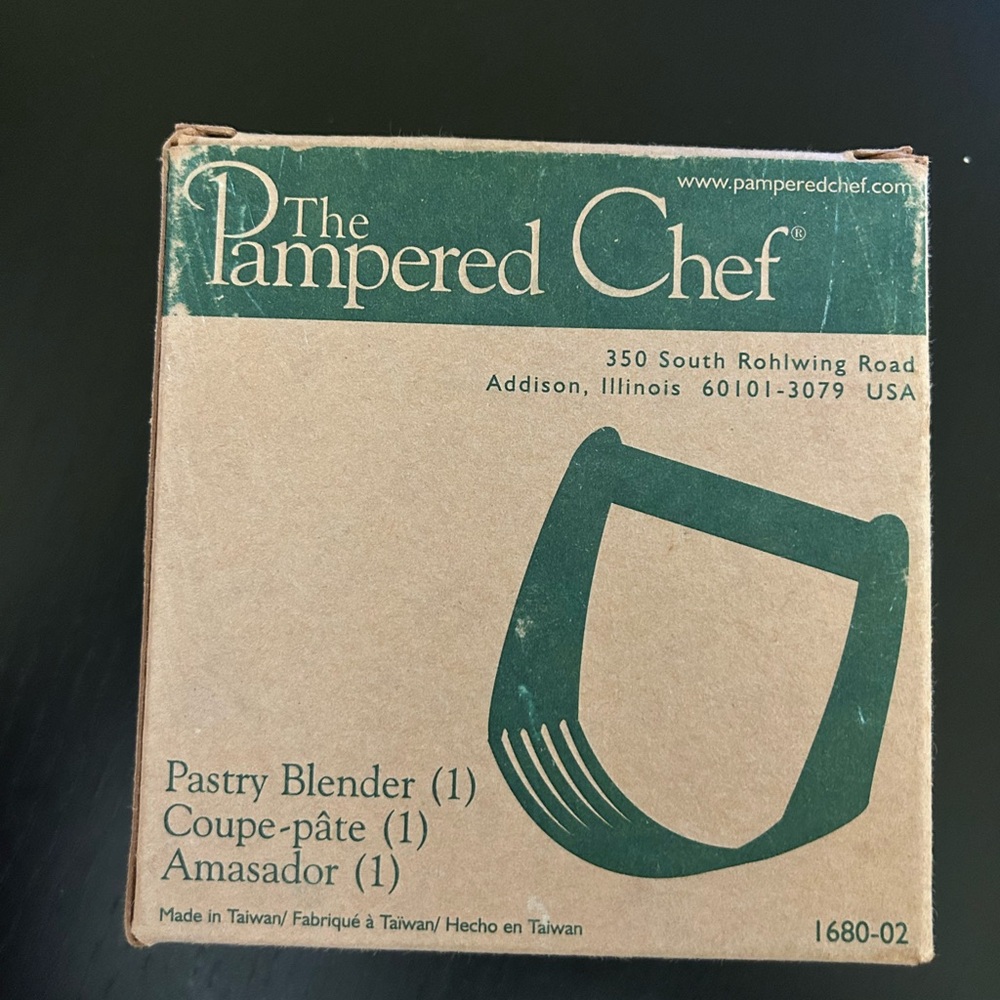 www.pamperedchef.com
The
Pampered Chef®
350 South Rohlwing Road
Addison, Illinois 60101-3079 USA
Pastry Blender (1)
Coupe-pâte (1)
Amasador (1)
Made in Taiwan/ Fabriqué à Taïwan/ Hecho en Taiwan
1680-02